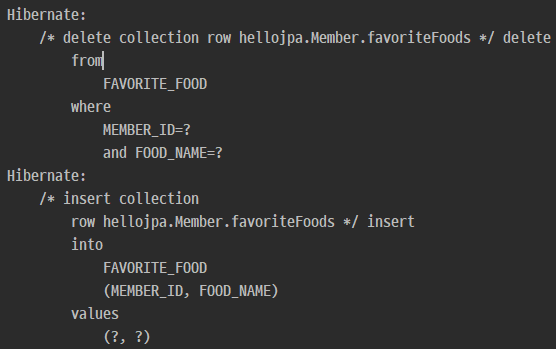 Hibernate:
    /* delete collection row hellojpa.Member.favoriteFoods */ delete
        from
            FAVORITE_FOOD
        where
            MEMBER_ID=?
            and FOOD_NAME=?
Hibernate:
    /* insert collection
        row hellojpa.Member.favoriteFoods */ insert
        into
            FAVORITE_FOOD
            (MEMBER_ID, FOOD_NAME)
        values
            (?, ?)